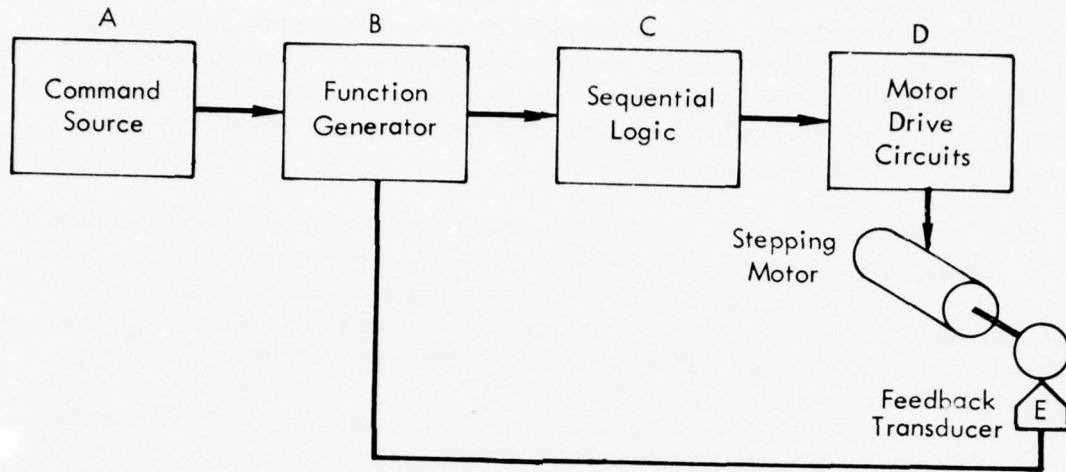 A
B
C
D
Command
Source
Function
Generator
Sequential
Logic
Motor
Drive
Circuits
Stepping
Motor
Feedback
Transducer
E